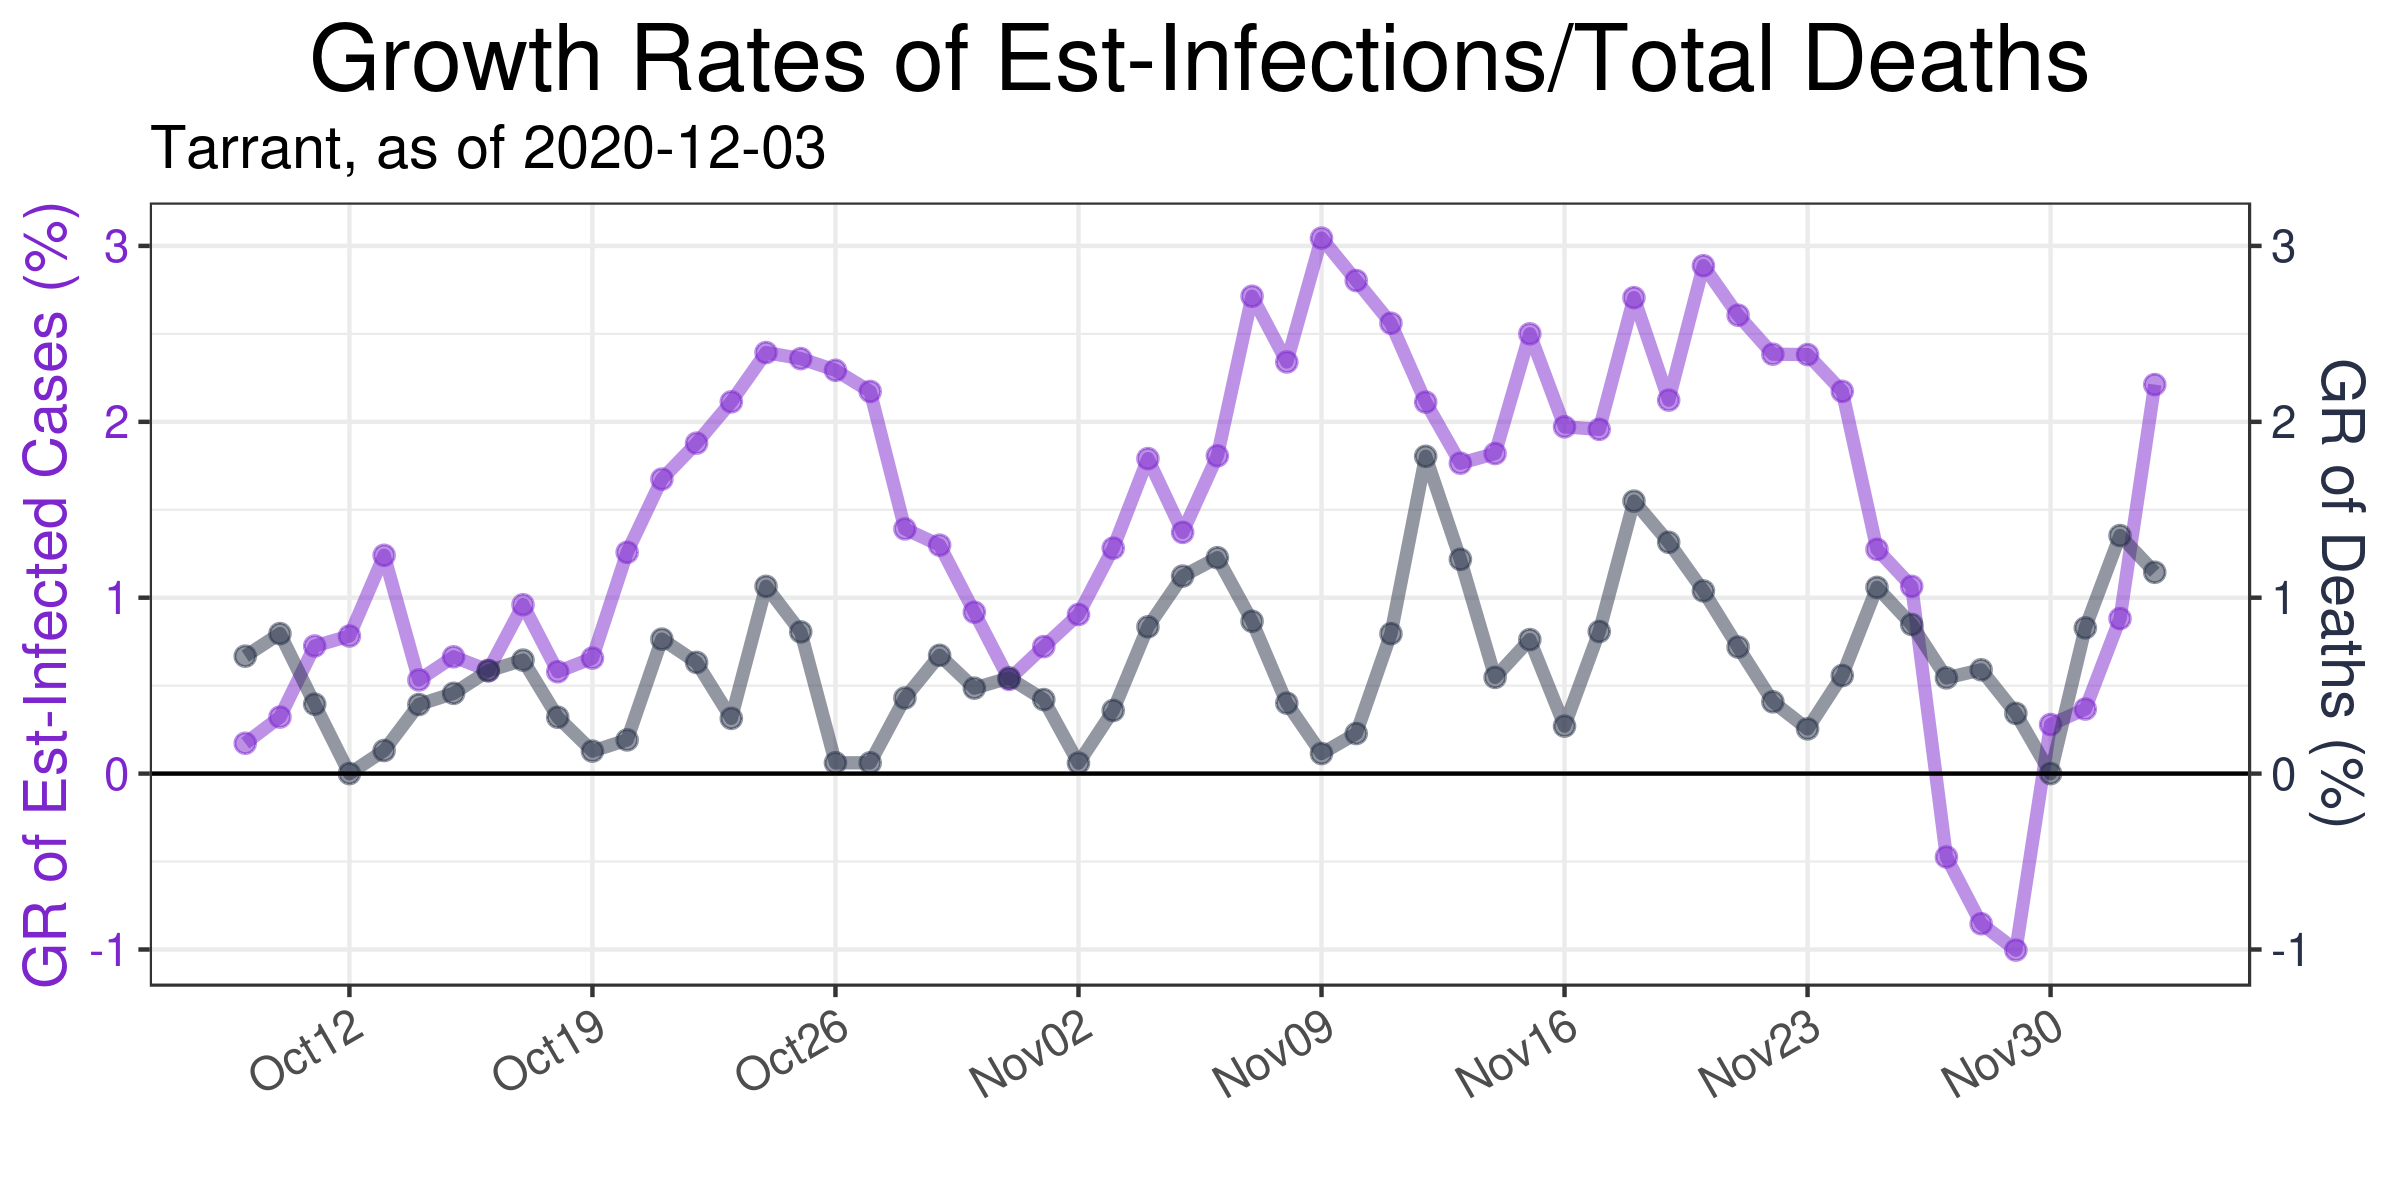 Growth Rates of Est-Infections/Total Deaths
Tarrant, as of 2020-12-03
GR of Est-Infected Cases (%)
3
2
1
0
-1
3
2
1
0
-1
GR of Deaths (%)
Oct12
Oct19
Oct26
Nov02
Nov09
Nov16
Nov23
Nov30